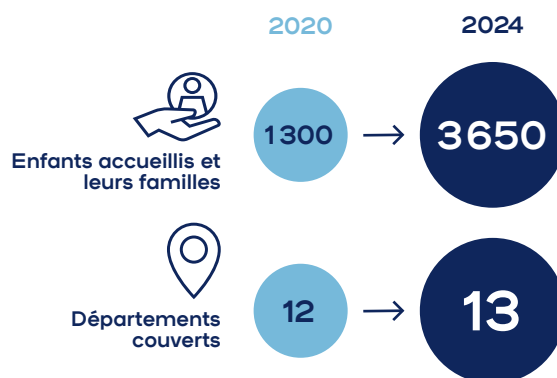 2020 2024
1300 3650
Enfants accueillis et
leurs familles
12 13
Départements
couverts